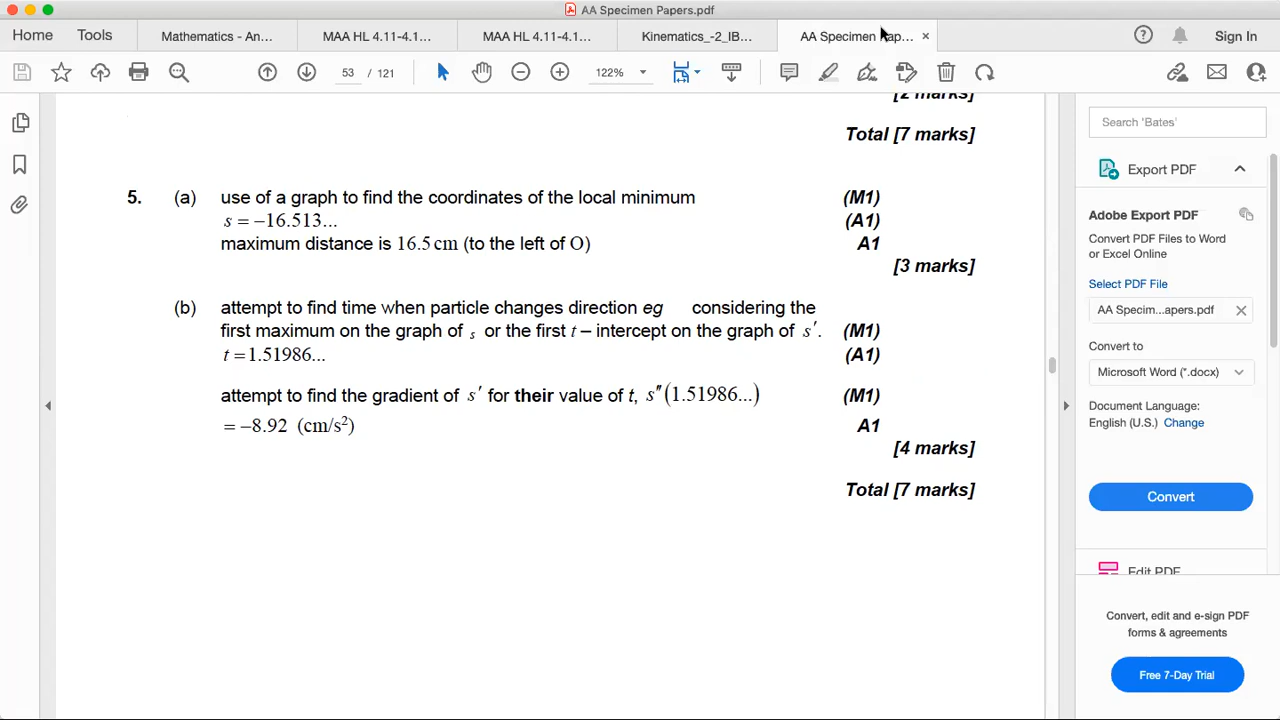 AA Specimen Papers.pdf
Home
Tools
Mathematics - An...
MAA HL 4.11-4.1...
MAA HL 4.11-4.1...
Kinematics_-2_IB...
AA Specimen Pap...
×
Sign In
53 / 121
122%
[2 marks]
Total [7 marks]
5. (a) use of a graph to find the coordinates of the local minimum (M1)
s = −16.513... (A1)
maximum distance is 16.5 cm (to the left of O) A1
[3 marks]
(b) attempt to find time when particle changes direction eg considering the
first maximum on the graph of s or the first t – intercept on the graph of s′. (M1)
t = 1.51986... (A1)
attempt to find the gradient of s′ for their value of t, s″(1.51986...) (M1)
= −8.92 (cm/s²) A1
[4 marks]
Total [7 marks]
Search 'Bates'
Export PDF
Adobe Export PDF
Convert PDF Files to Word
or Excel Online
Select PDF File
AA Specim...apers.pdf
Convert to
Microsoft Word (*.docx)
Document Language:
English (U.S.) Change
Convert
Edit PDF
Convert, edit and e-sign PDF
forms & agreements
Free 7-Day Trial